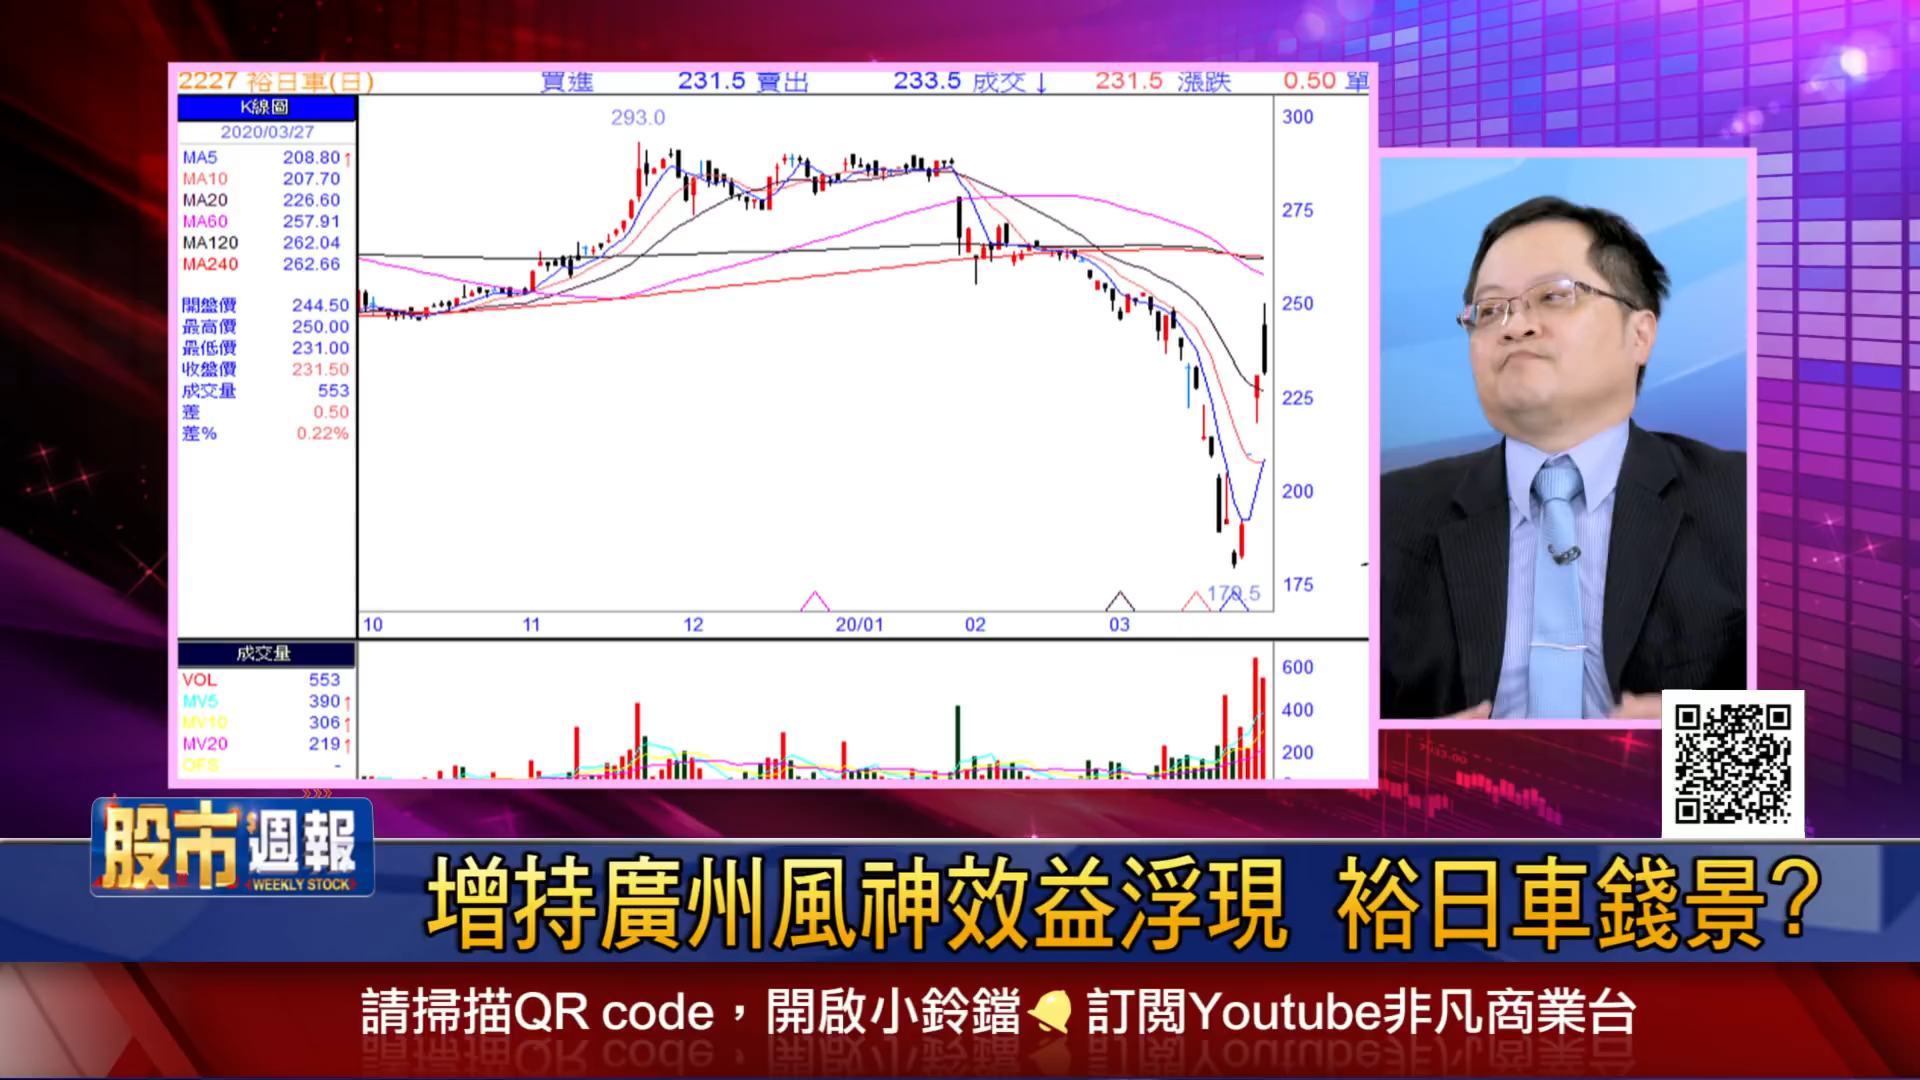 2227 裕日車(日) 買進 231.5 賣出 233.5 成交↓ 231.5 漲跌 0.50 單
K線圖
2020/03/27
MA5 208.80↑
MA10 207.70
MA20 226.60
MA60 257.91
MA120 262.04
MA240 262.66
開盤價 244.50
最高價 250.00
最低價 231.00
收盤價 231.50
成交量 553
差 0.50
差% 0.22%
293.0
300
275
250
225
200
175
10 11 12 20/01 02 03
成交量
VOL 553
MV5 390↑
MV10 306↑
MV20 219↑
OFS -
600
400
200
股市週報
WEEKLY STOCK
增持廣州風神效益浮現 裕日車錢景?
請掃描QR code，開啟小鈴鐺🔔訂閱Youtube非凡商業台